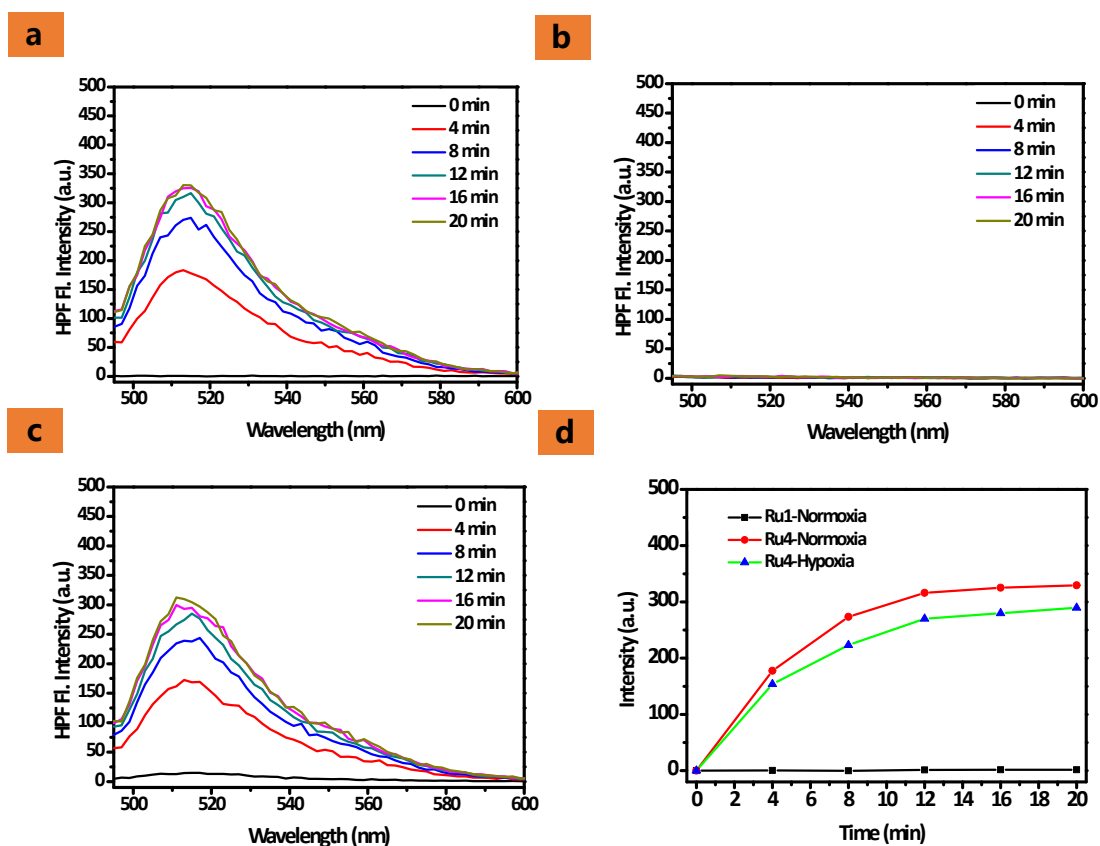 a
500
450
400
350
300
250
200
150
100
50
0
HPF Fl. Intensity (a.u.)
0 min
4 min
8 min
12 min
16 min
20 min
500 520 540 560 580 600
Wavelength (nm)
b
500
450
400
350
300
250
200
150
100
50
0
HPF Fl. Intensity (a.u.)
0 min
4 min
8 min
12 min
16 min
20 min
500 520 540 560 580 600
Wavelength (nm)
c
500
450
400
350
300
250
200
150
100
50
0
HPF Fl. Intensity (a.u.)
0 min
4 min
8 min
12 min
16 min
20 min
500 520 540 560 580 600
Wavelength (nm)
d
500
400
300
200
100
0
Intensity (a.u.)
Ru1-Normoxia
Ru4-Normoxia
Ru4-Hypoxia
0 2 4 6 8 10 12 14 16 18 20
Time (min)